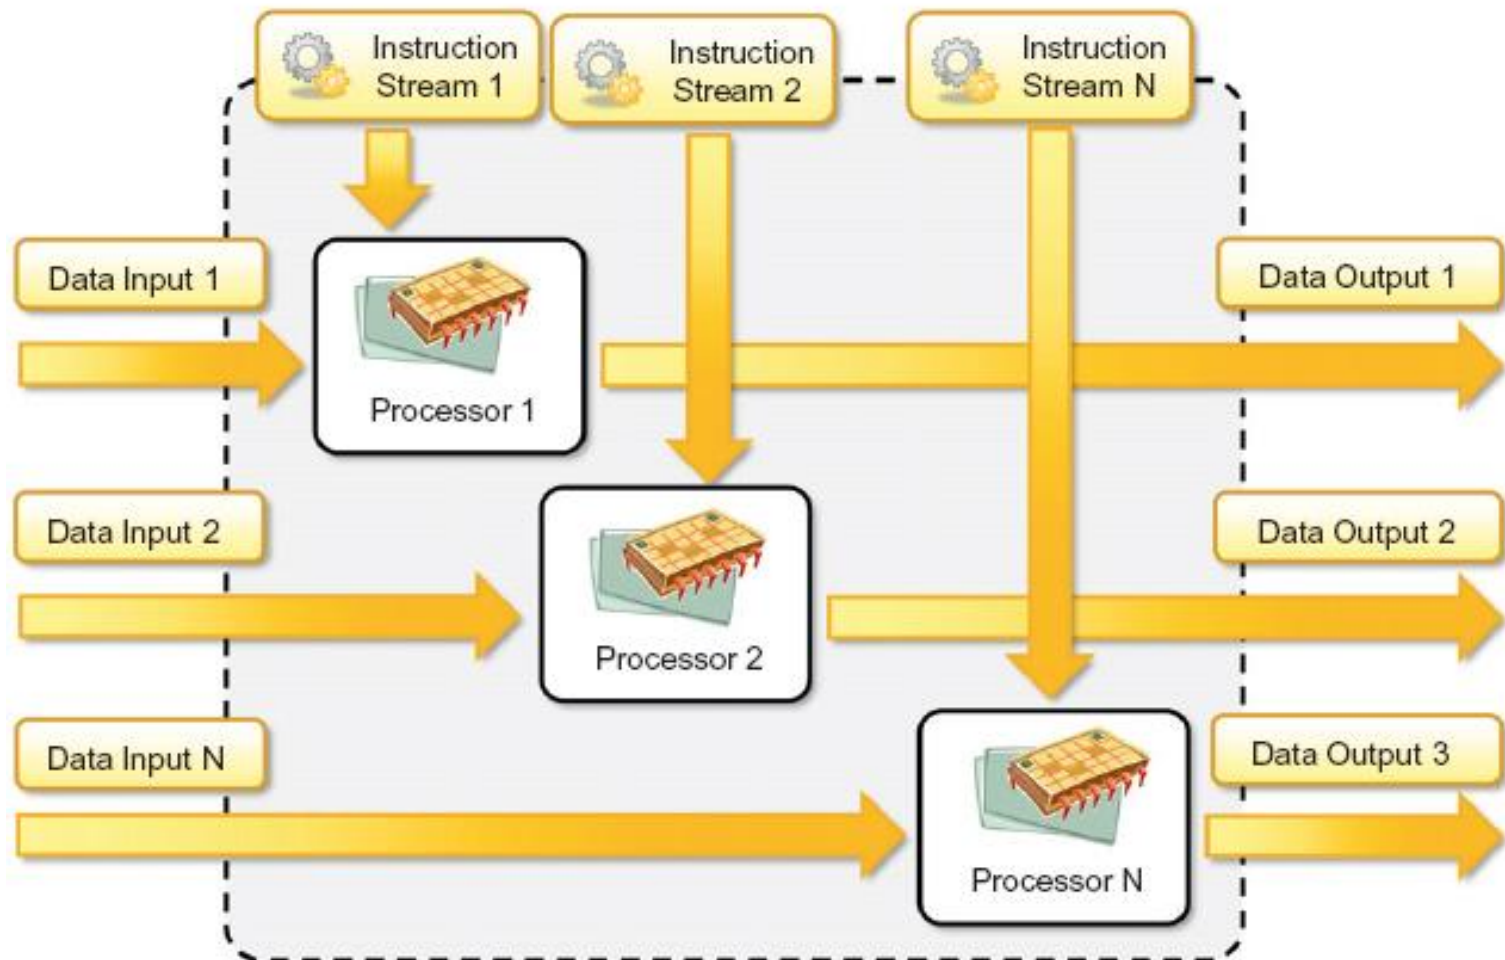 Instruction
Stream 1
Instruction
Stream 2
Instruction
Stream N
Data Input 1
Processor 1
Data Output 1
Data Input 2
Processor 2
Data Output 2
Data Input N
Processor N
Data Output 3